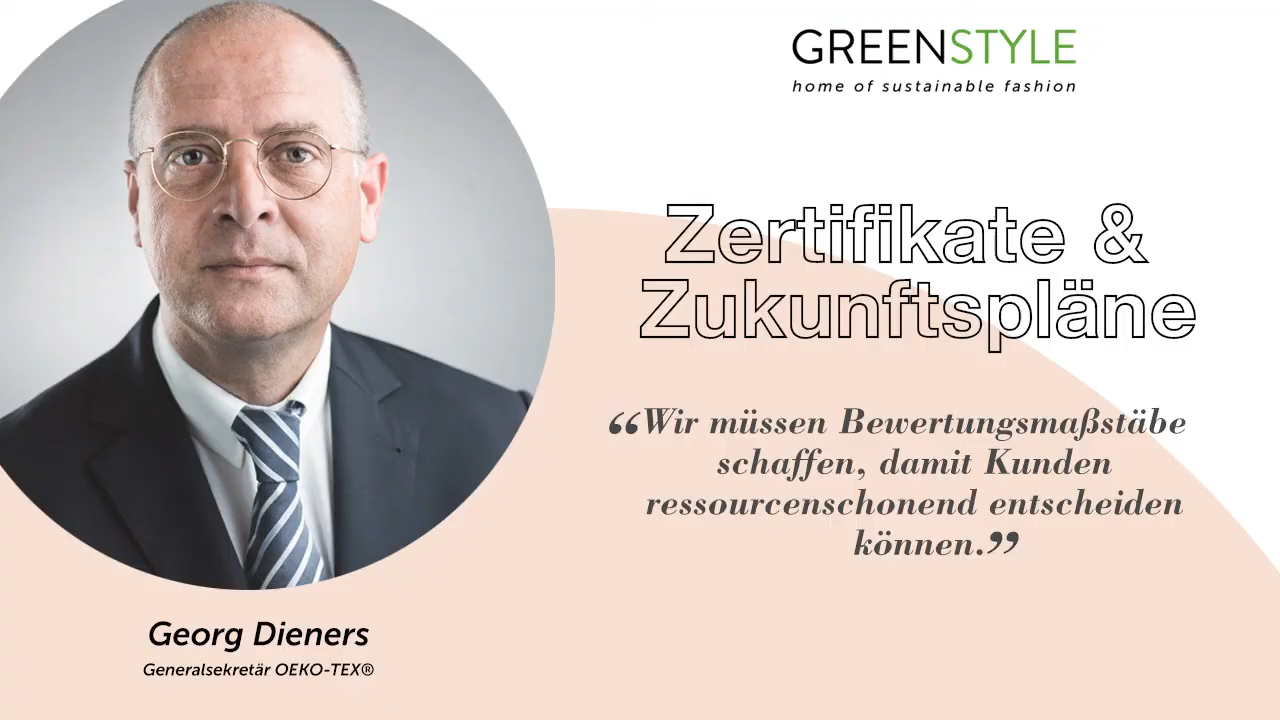 GREENSTYLE
home of sustainable fashion
Zertifikate &
Zukunftspläne
“Wir müssen Bewertungsmaßstäbe
schaffen, damit Kunden
ressourcenschonend entscheiden
können.”
Georg Dieners
Generalsekretär OEKO-TEX®